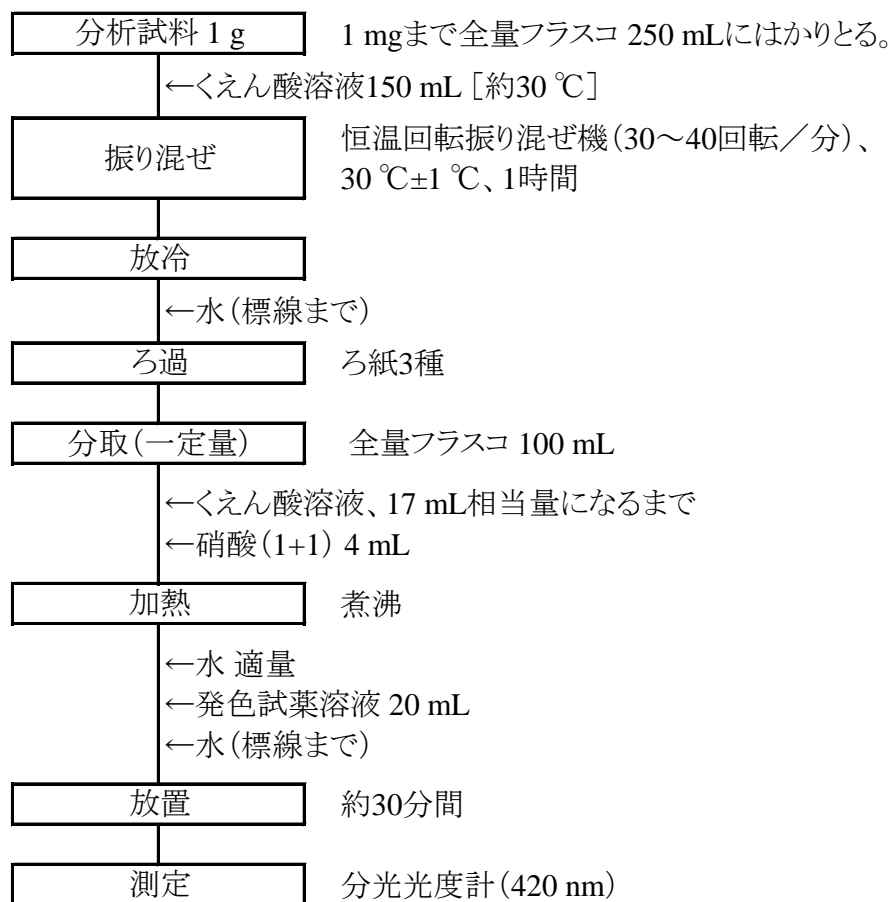 分析試料 1 g　1 mgまで全量フラスコ 250 mLにはかりとる。
←くえん酸溶液150 mL［約30 ℃］
振り混ぜ　恒温回転振り混ぜ機(30～40回転／分)、
30 ℃±1 ℃、1時間
放冷
←水(標線まで)
ろ過　ろ紙3種
分取(一定量)　全量フラスコ 100 mL
←くえん酸溶液、17 mL相当量になるまで
←硝酸(1+1) 4 mL
加熱　煮沸
←水 適量
←発色試薬溶液 20 mL
←水(標線まで)
放置　約30分間
測定　分光光度計(420 nm)